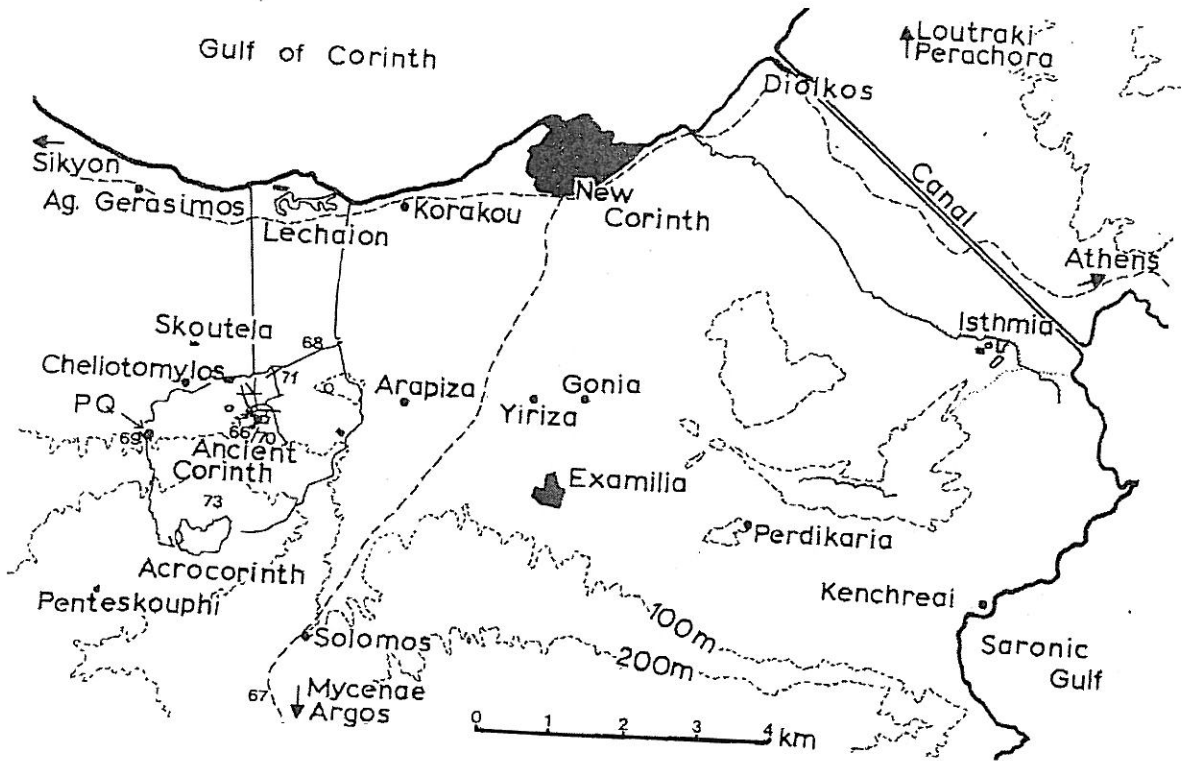 Gulf of Corinth
Loutraki
Perachora
Diolkos
Sikyon
Ag. Gerasimos
Lechaion
Korakou
New
Corinth
Canal
Athens
Isthmia
Skoutela
68
Cheliotomylos
71
Arapiza
Gonia
Yiriza
PQ
69
66/70
Ancient
Corinth
Examilia
73
Perdikaria
Acrocorinth
Penteskouphi
Kenchreai
100m
Solomos
200m
Saronic
Gulf
67
Mycenae
Argos
0 1 2 3 4 km